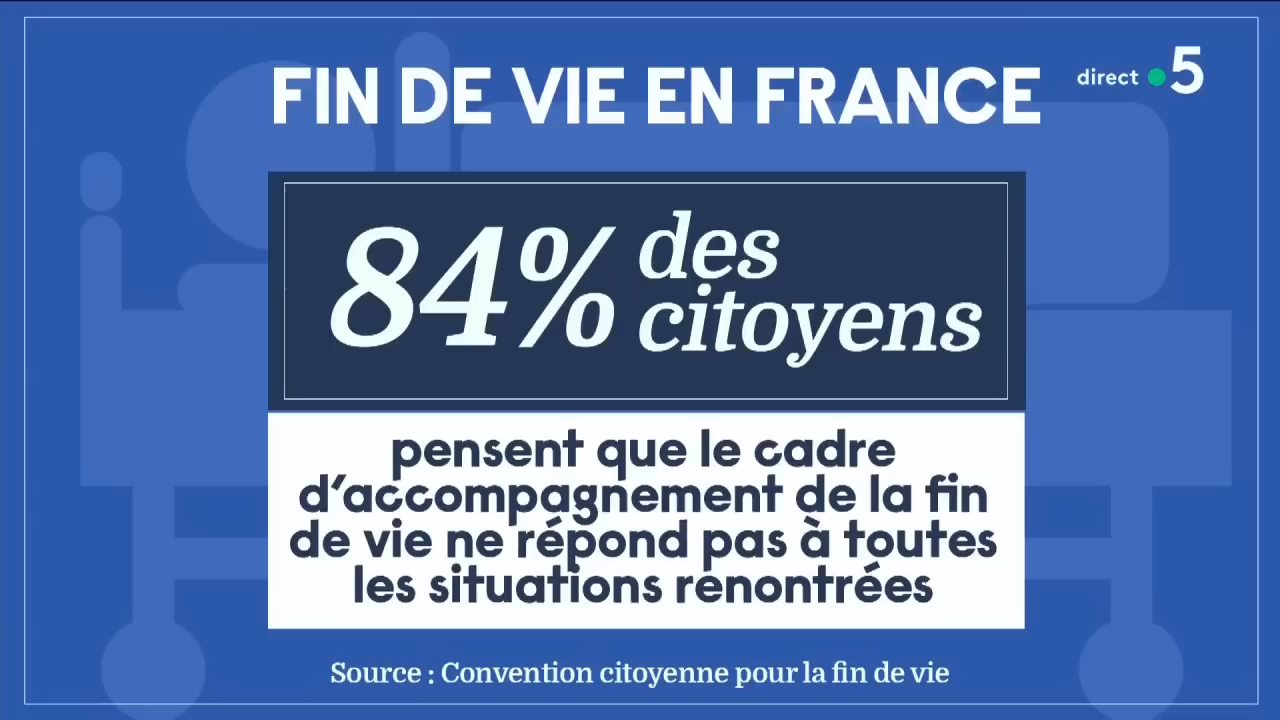 FIN DE VIE EN FRANCE
direct 5
84% des
citoyens
pensent que le cadre
d'accompagnement de la fin
de vie ne répond pas à toutes
les situations renontrées
Source : Convention citoyenne pour la fin de vie